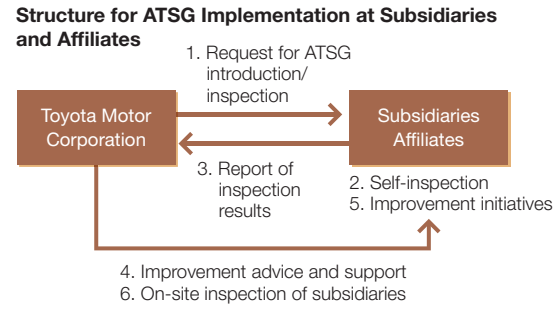 Structure for ATSG Implementation at Subsidiaries
and Affiliates
1. Request for ATSG
introduction/
inspection
Toyota Motor
Corporation
Subsidiaries
Affiliates
3. Report of
inspection
results
2. Self-inspection
5. Improvement initiatives
4. Improvement advice and support
6. On-site inspection of subsidiaries